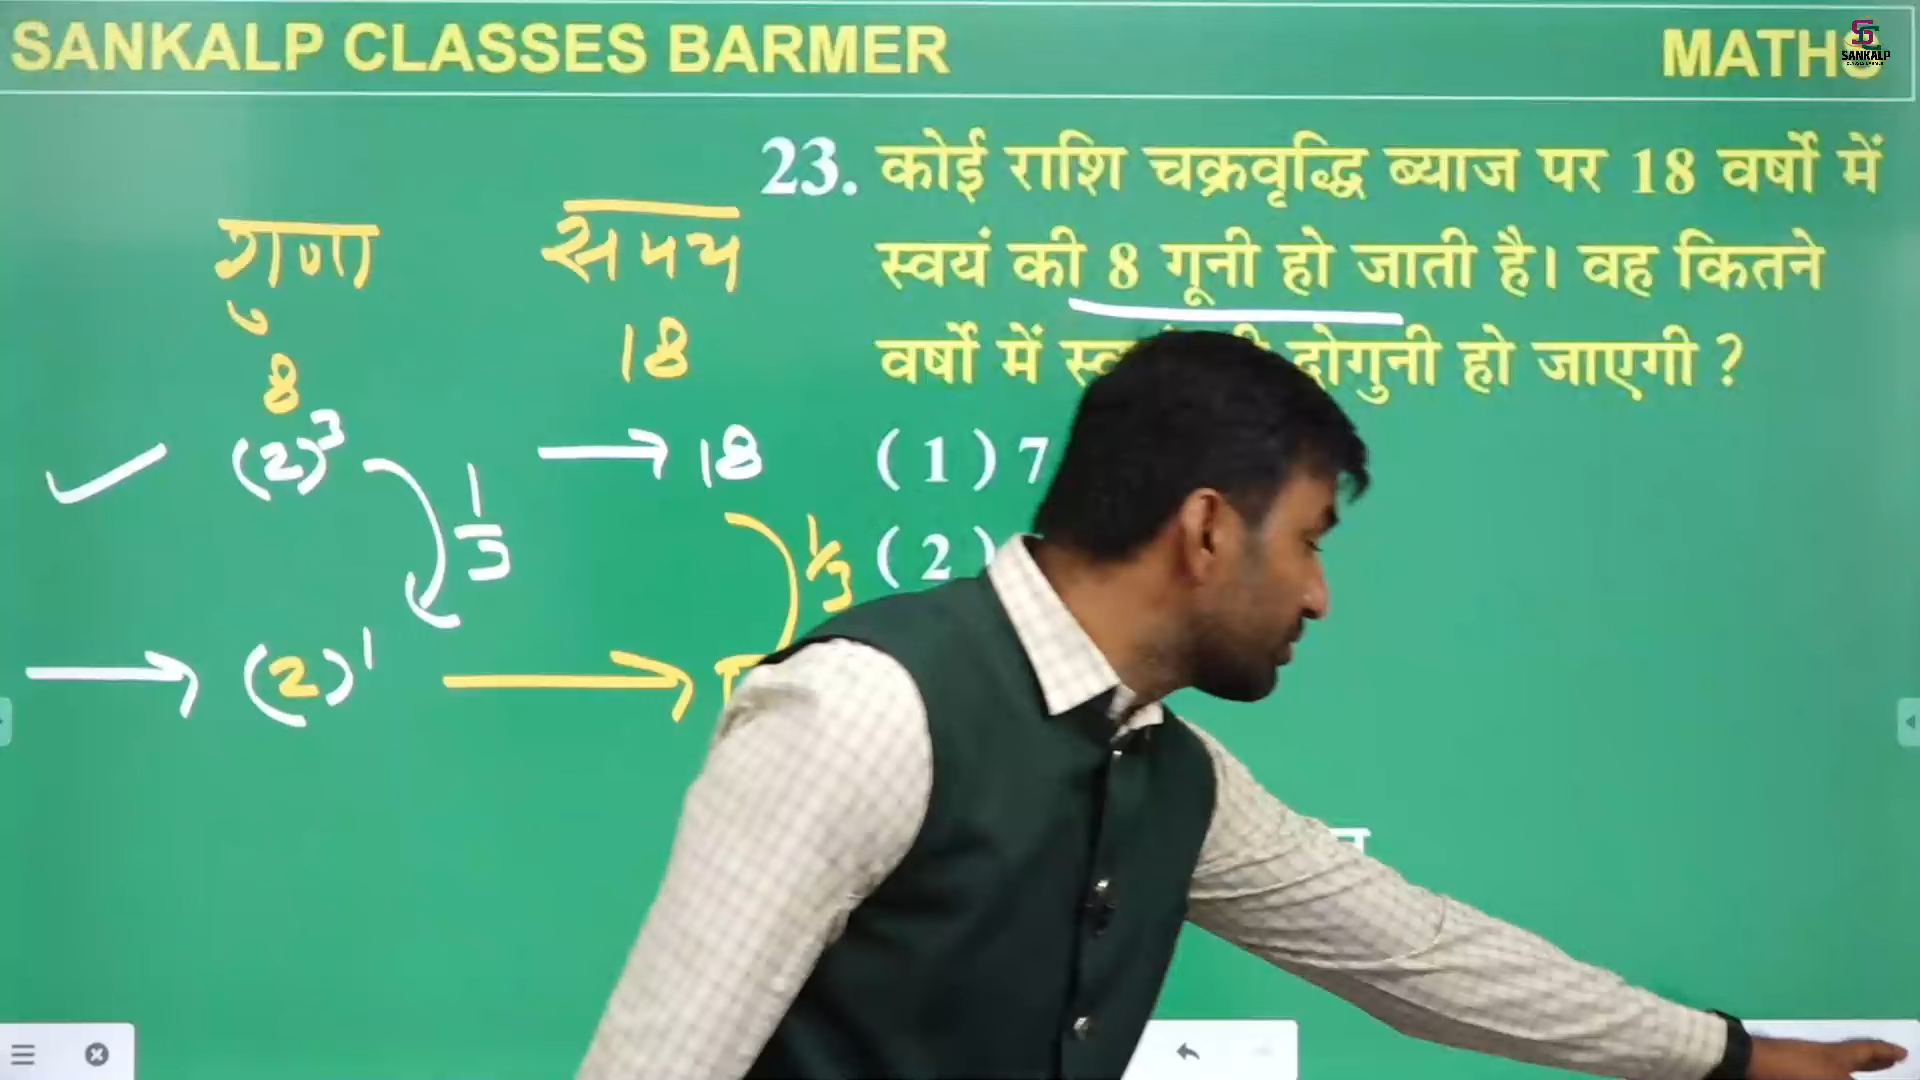 SANKALP CLASSES BARMER
MATHS
SANKALP
23. कोई राशि चक्रवृद्धि ब्याज पर 18 वर्षो में
स्वयं की 8 गूनी हो जाती है। वह कितने
वर्षो में दोगुनी हो जाएगी ?
( 1 ) 7
( 2 )
गुणा समय
8 18
(2)³ → 18
1/3 1/3
→ (2)¹ →